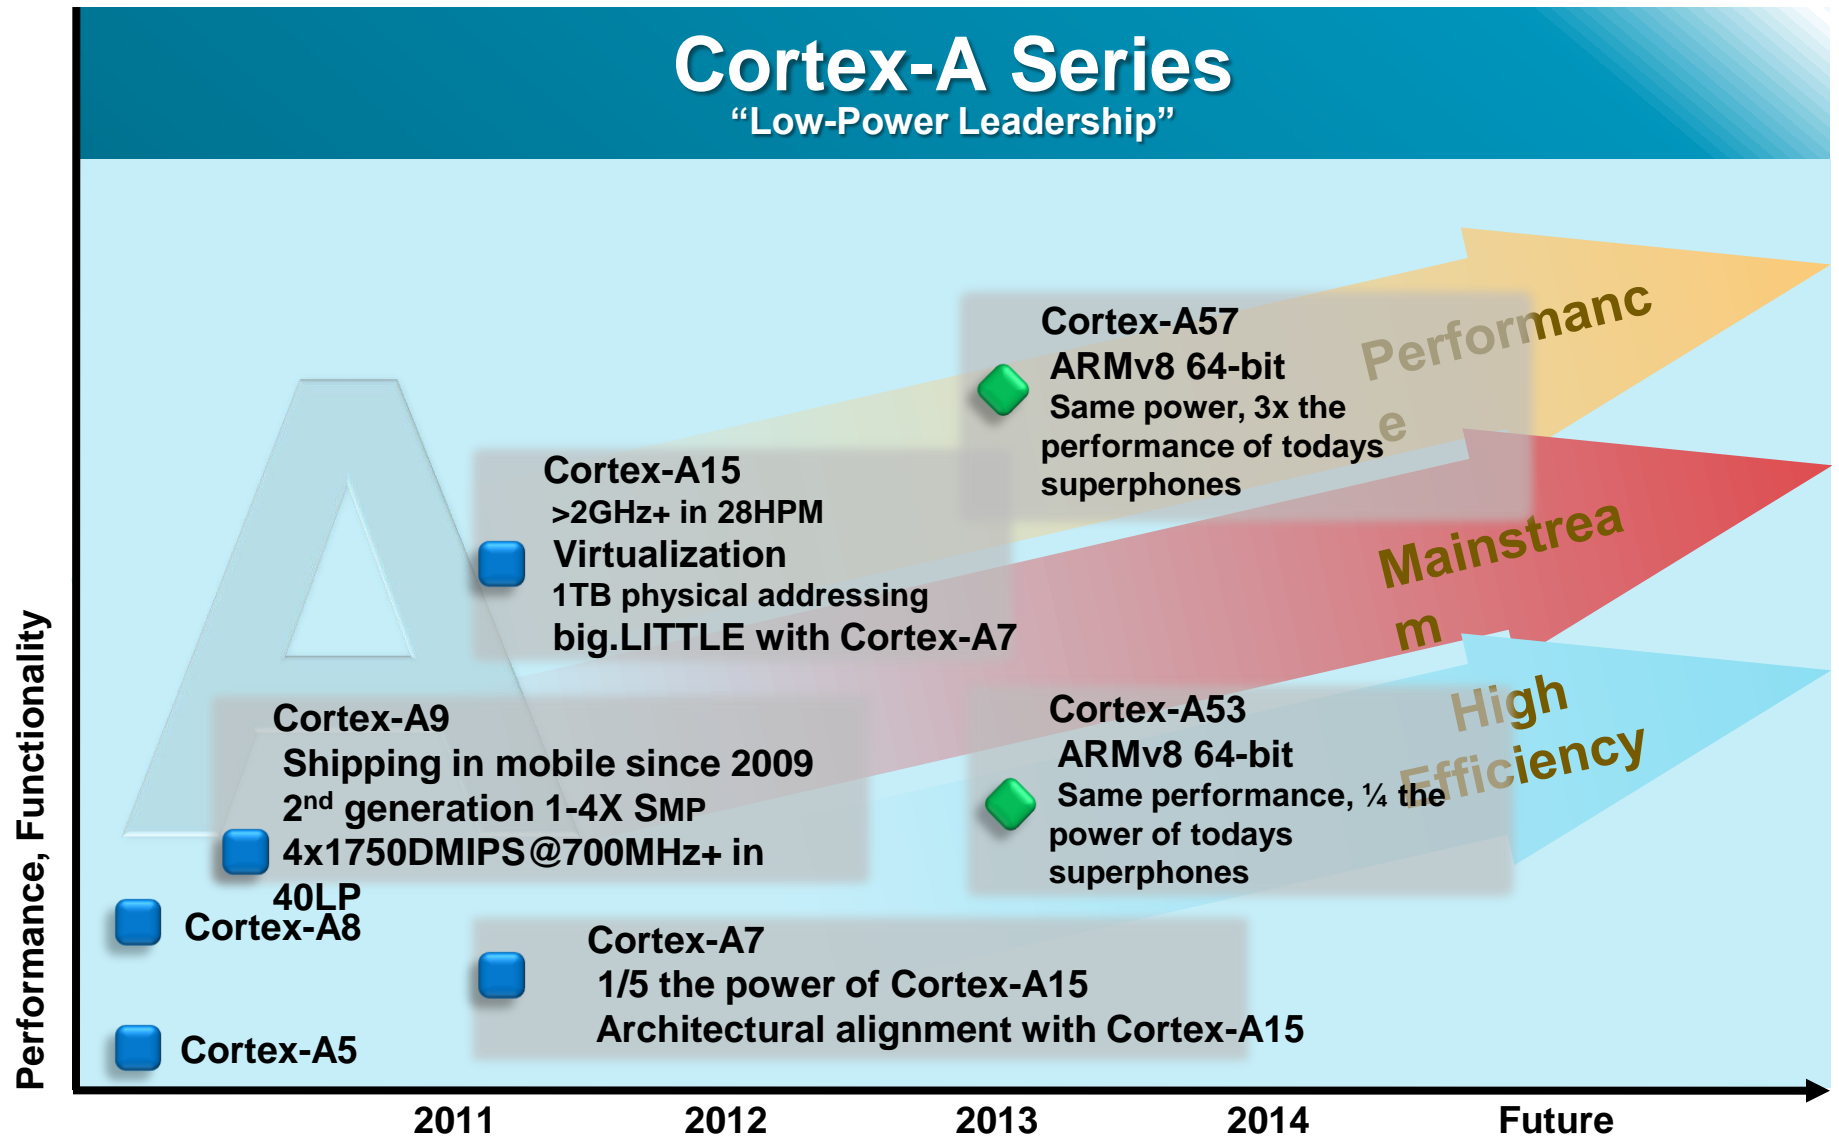 Cortex-A Series
“Low-Power Leadership”
Performance, Functionality
Performanc
e
Cortex-A57
ARMv8 64-bit
Same power, 3x the
performance of todays
superphones
Cortex-A15
>2GHz+ in 28HPM
Virtualization
1TB physical addressing
big.LITTLE with Cortex-A7
Mainstrea
m
High
Efficiency
Cortex-A9
Shipping in mobile since 2009
2nd generation 1-4X SMP
4x1750DMIPS@700MHz+ in
40LP
Cortex-A53
ARMv8 64-bit
Same performance, ¼ the
power of todays
superphones
Cortex-A8
Cortex-A7
1/5 the power of Cortex-A15
Architectural alignment with Cortex-A15
Cortex-A5
2011 2012 2013 2014 Future